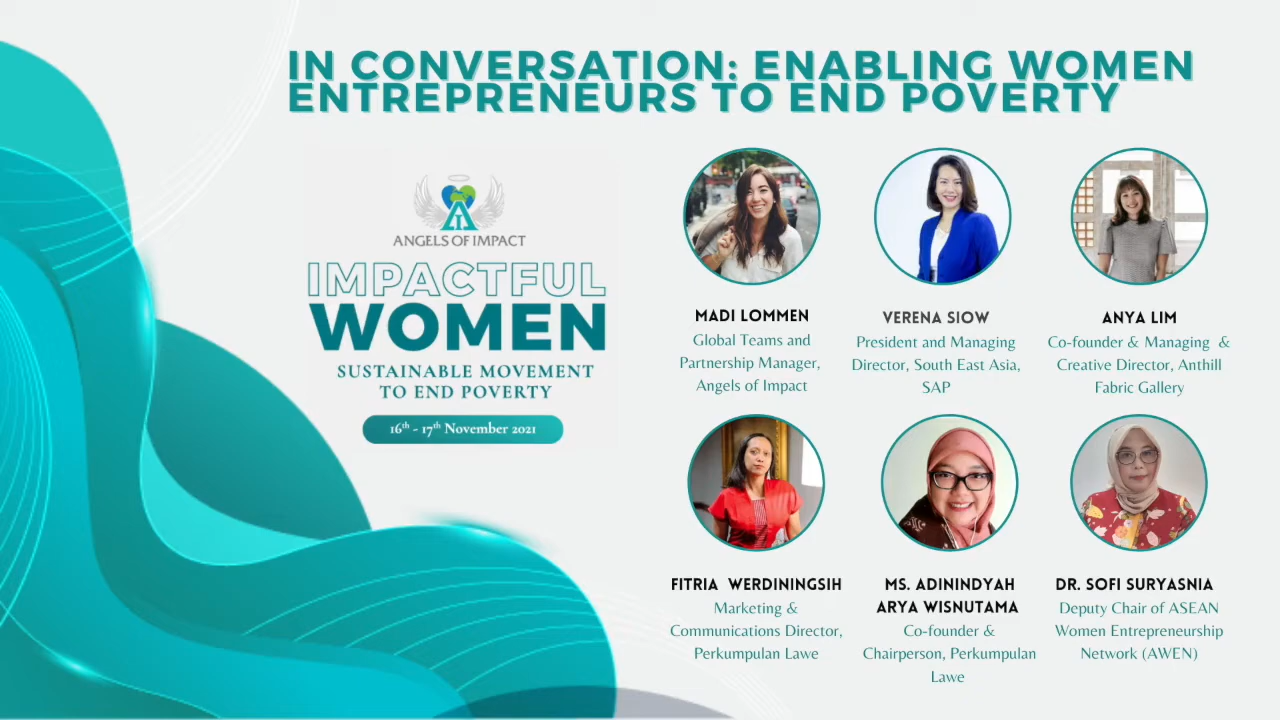 IN CONVERSATION: ENABLING WOMEN
ENTREPRENEURS TO END POVERTY
ANGELS OF IMPACT
IMPACTFUL
WOMEN
SUSTAINABLE MOVEMENT
TO END POVERTY
16th - 17th November 2021
MADI LOMMEN
Global Teams and
Partnership Manager,
Angels of Impact
VERENA SIOW
President and Managing
Director, South East Asia,
SAP
ANYA LIM
Co-founder & Managing &
Creative Director, Anthill
Fabric Gallery
FITRIA WERDININGSIH
Marketing &
Communications Director,
Perkumpulan Lawe
MS. ADININDYAH
ARYA WISNUTAMA
Co-founder &
Chairperson, Perkumpulan
Lawe
DR. SOFI SURYASNIA
Deputy Chair of ASEAN
Women Entrepreneurship
Network (AWEN)